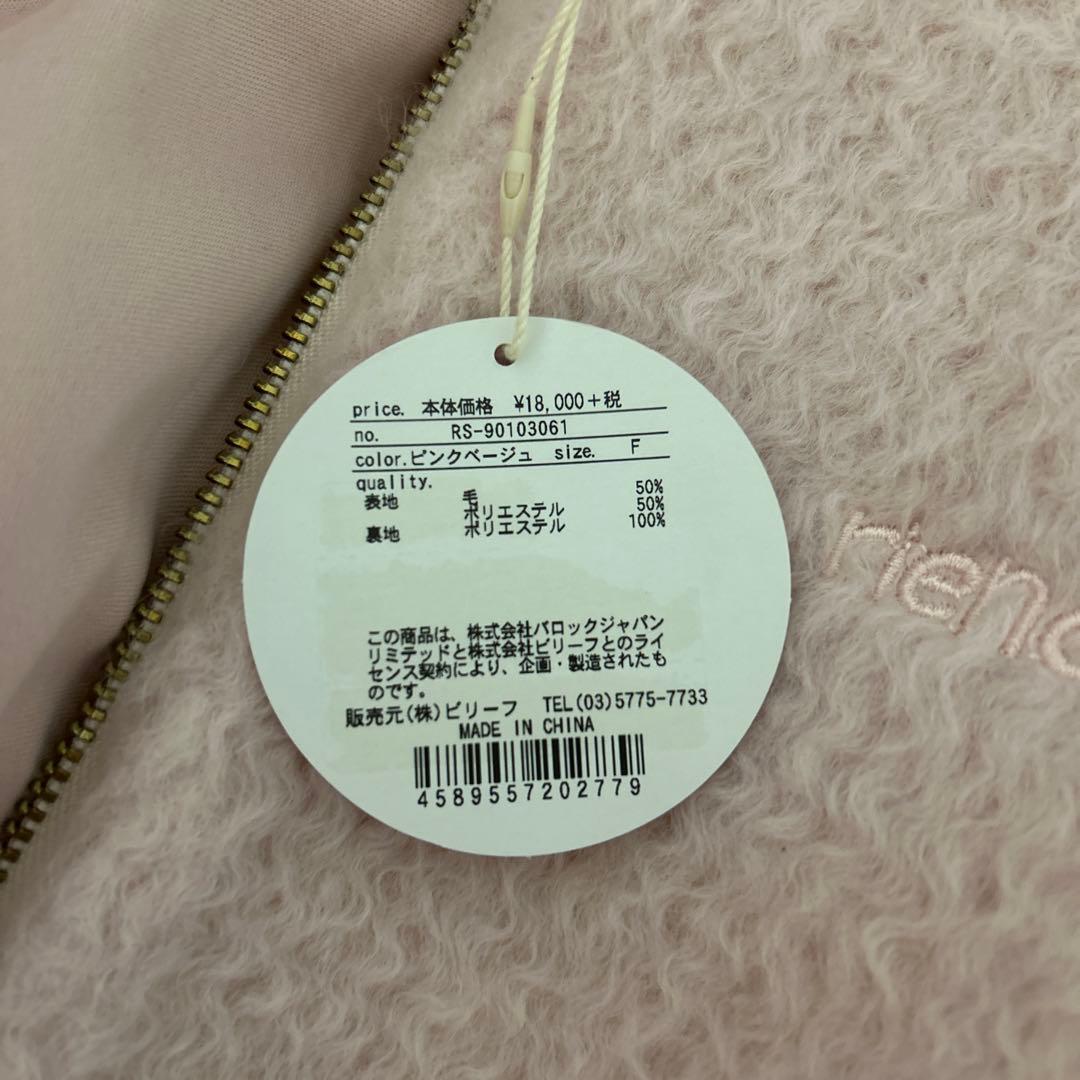 price. 本体価格 ¥18,000+税
no. RS-90103061
color.ピンクベージュ size. F
quality.
表地 毛 50%
ポリエステル 50%
裏地 ポリエステル 100%
この商品は、株式会社バロックジャパン
リミテッドと株式会社ビリーフとのライ
センス契約により、企画・製造されたも
のです。
販売元(株)ビリーフ TEL(03)5775-7733
MADE IN CHINA
4589557202779